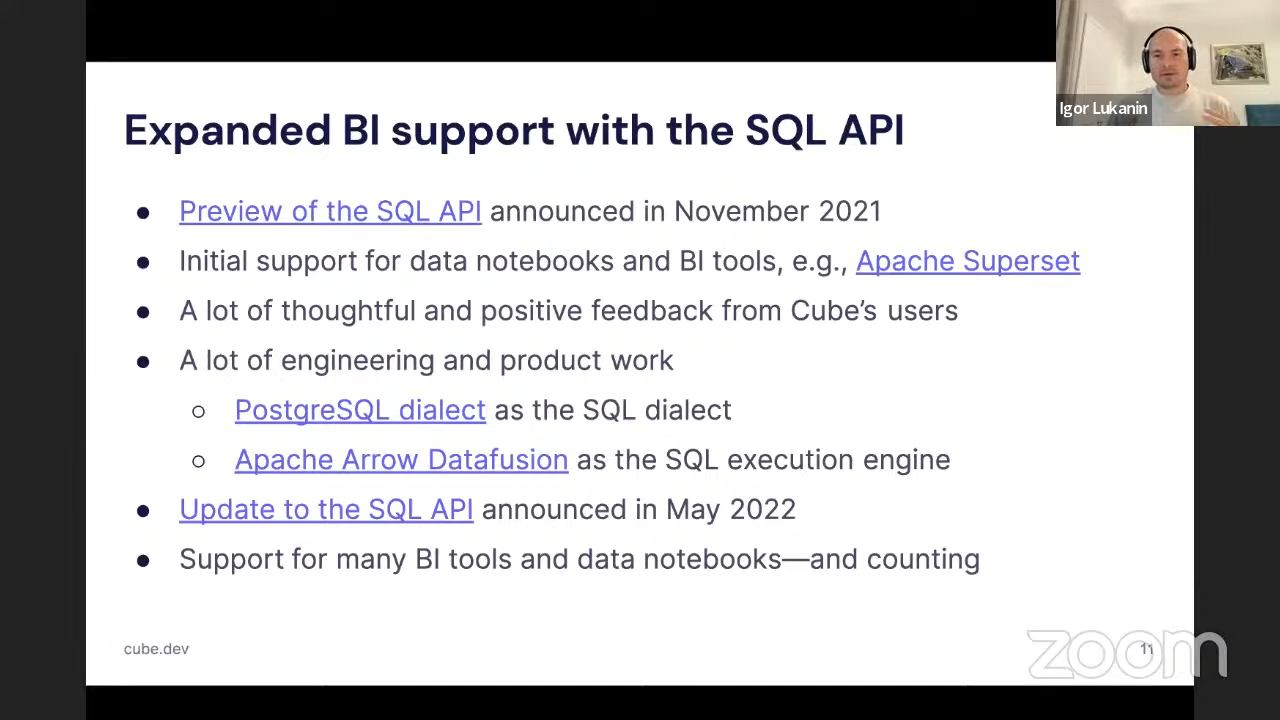 Igor Lukanin
Expanded BI support with the SQL API
● Preview of the SQL API announced in November 2021
● Initial support for data notebooks and BI tools, e.g., Apache Superset
● A lot of thoughtful and positive feedback from Cube’s users
● A lot of engineering and product work
○ PostgreSQL dialect as the SQL dialect
○ Apache Arrow Datafusion as the SQL execution engine
● Update to the SQL API announced in May 2022
● Support for many BI tools and data notebooks—and counting
cube.dev
11
zoom